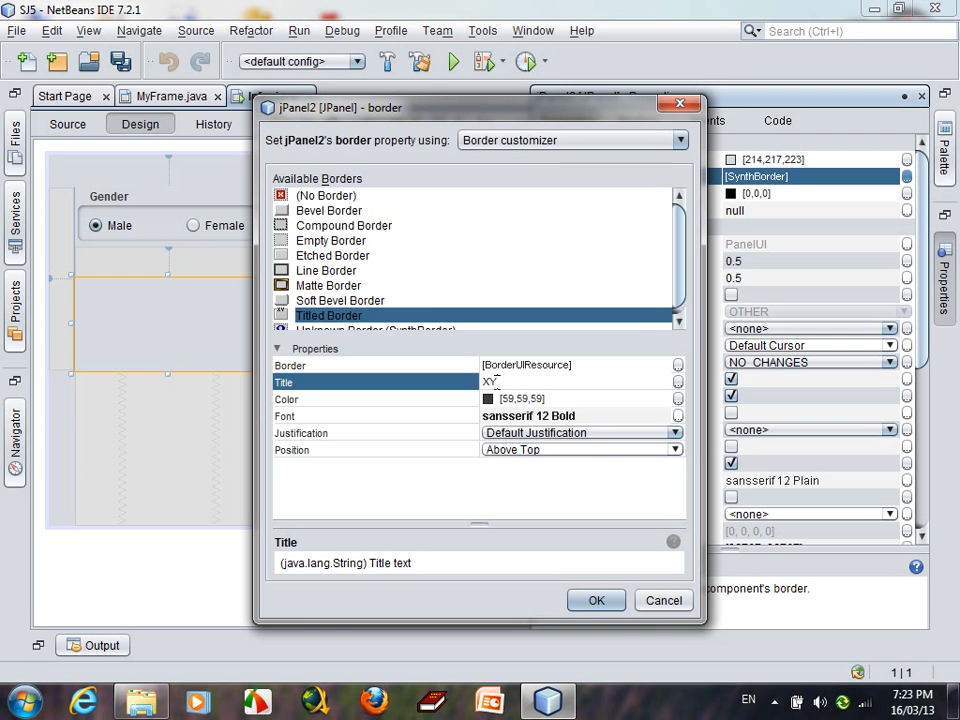 SJ5 - NetBeans IDE 7.2.1
File Edit View Navigate Source Refactor Run Debug Profile Team Tools Window Help
Search (Ctrl+I)
<default config>
Start Page
MyFrame.java
Source Design History
Code
Files
Services
Projects
Navigator
Palette
Properties
Gender
Male Female
jPanel2 [JPanel] - border
Set jPanel2's border property using: Border customizer
Available Borders
(No Border)
Bevel Border
Compound Border
Empty Border
Etched Border
Line Border
Matte Border
Soft Bevel Border
Titled Border
Unknown Border (SynthBorder)
Properties
Border [BorderUIResource]
Title XY
Color [59,59,59]
Font sansserif 12 Bold
Justification Default Justification
Position Above Top
Title
(java.lang.String) Title text
OK Cancel
[214,217,223]
[SynthBorder]
[0,0,0]
null
PanelUI
0.5
0.5
OTHER
<none>
Default Cursor
NO_CHANGES
<none>
sansserif 12 Plain
<none>
[0, 0, 0, 0]
component's border.
Output
1|1
EN
7:23 PM
16/03/13